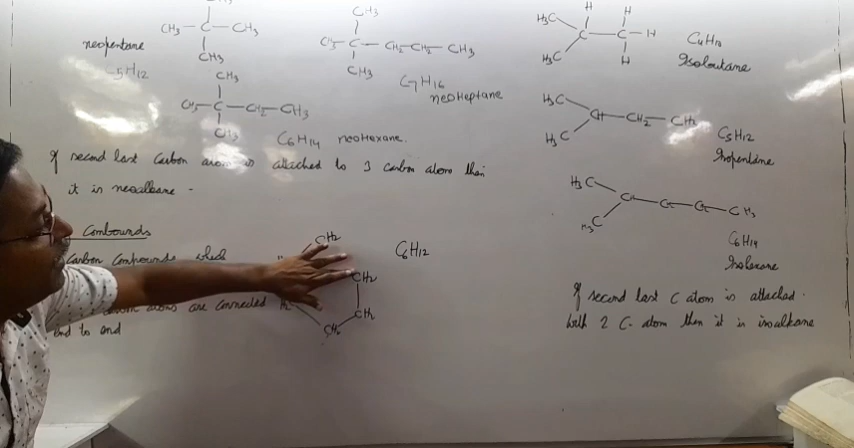 CH3 — C — CH3
CH3
neopentane
C5H12
CH3
CH3 — C — CH2 — CH2 — CH3
CH3
C7H16
neoHeptane
CH3
CH3 — C — CH2 — CH3
CH3
C6H14 neoHexane.
If second last Carbon atom is attached to 3 carbon atom then
it is neoalkane -
Compounds
Carbon Compounds which
are connected
end to end
CH2
CH2
CH2
CH2
C6H12
H H
H3C
C — C — H
H3C H
C4H10
Isobutane
H3C
CH — CH2 — CH3
H3C
C5H12
Isopentane
H3C
CH3
H3C
C6H14
Isohexane
If second last C atom is attached
with 2 C- atom then it is isoalkane